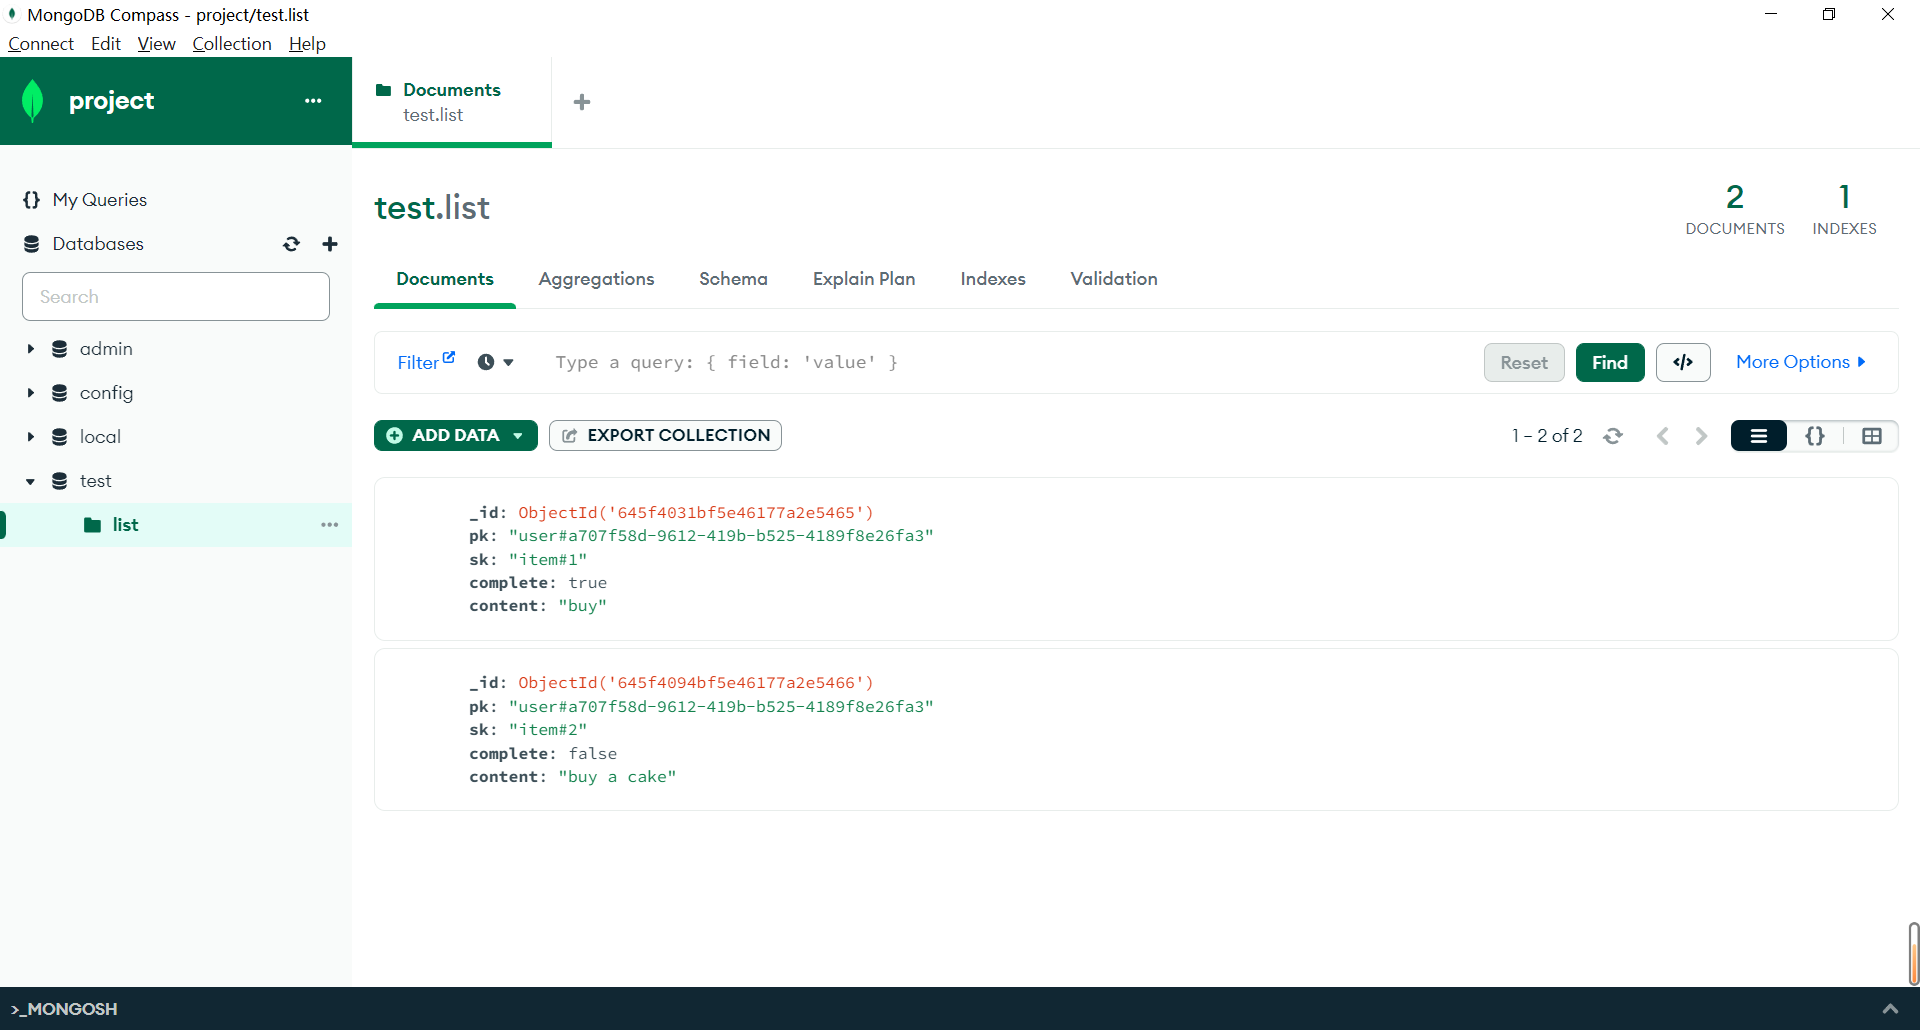 MongoDB Compass - project/test.list
Connect Edit View Collection Help
project
Documents
test.list
My Queries
Databases
Search
admin
config
local
test
list
test.list
2
DOCUMENTS
1
INDEXES
Documents Aggregations Schema Explain Plan Indexes Validation
Filter Type a query: { field: 'value' } Reset Find </> More Options
ADD DATA EXPORT COLLECTION 1 – 2 of 2 {}
_id: ObjectId('645f4031bf5e46177a2e5465')
pk: "user#a707f58d-9612-419b-b525-4189f8e26fa3"
sk: "item#1"
complete: true
content: "buy"
_id: ObjectId('645f4094bf5e46177a2e5466')
pk: "user#a707f58d-9612-419b-b525-4189f8e26fa3"
sk: "item#2"
complete: false
content: "buy a cake"
>_MONGOSH